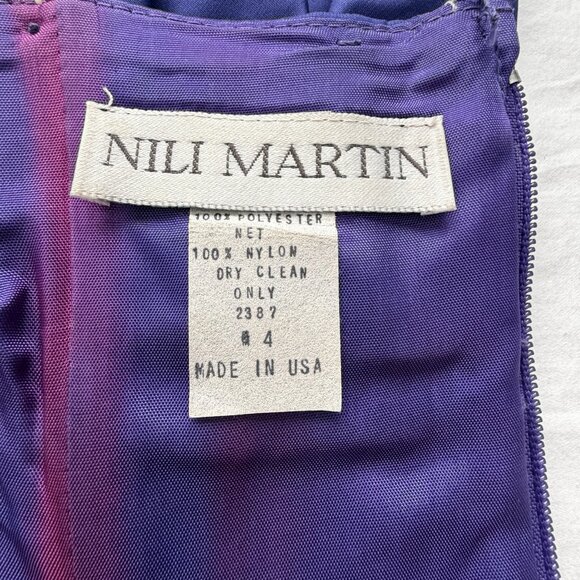 NILI MARTIN
100% POLYESTER
NET
100% NYLON
DRY CLEAN
ONLY
2387
4
MADE IN USA